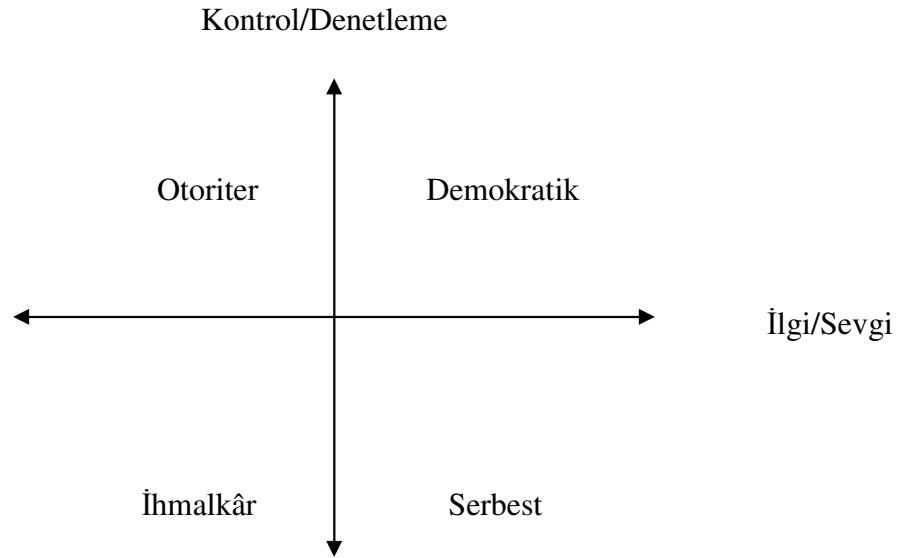 Kontrol/Denetleme
Otoriter
Demokratik
İlgi/Sevgi
İhmalkâr
Serbest